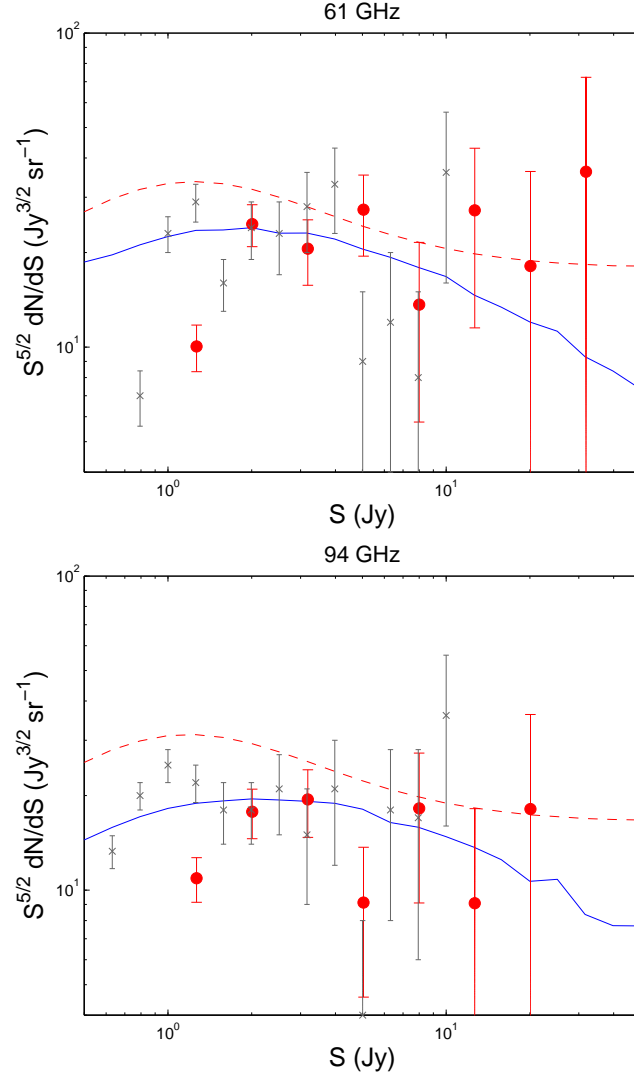 61 GHz
10²
10¹
S^{5/2} dN/dS (Jy^{3/2} sr^{−1})
10⁰ 10¹
S (Jy)
94 GHz
10²
10¹
S^{5/2} dN/dS (Jy^{3/2} sr^{−1})
10⁰ 10¹
S (Jy)